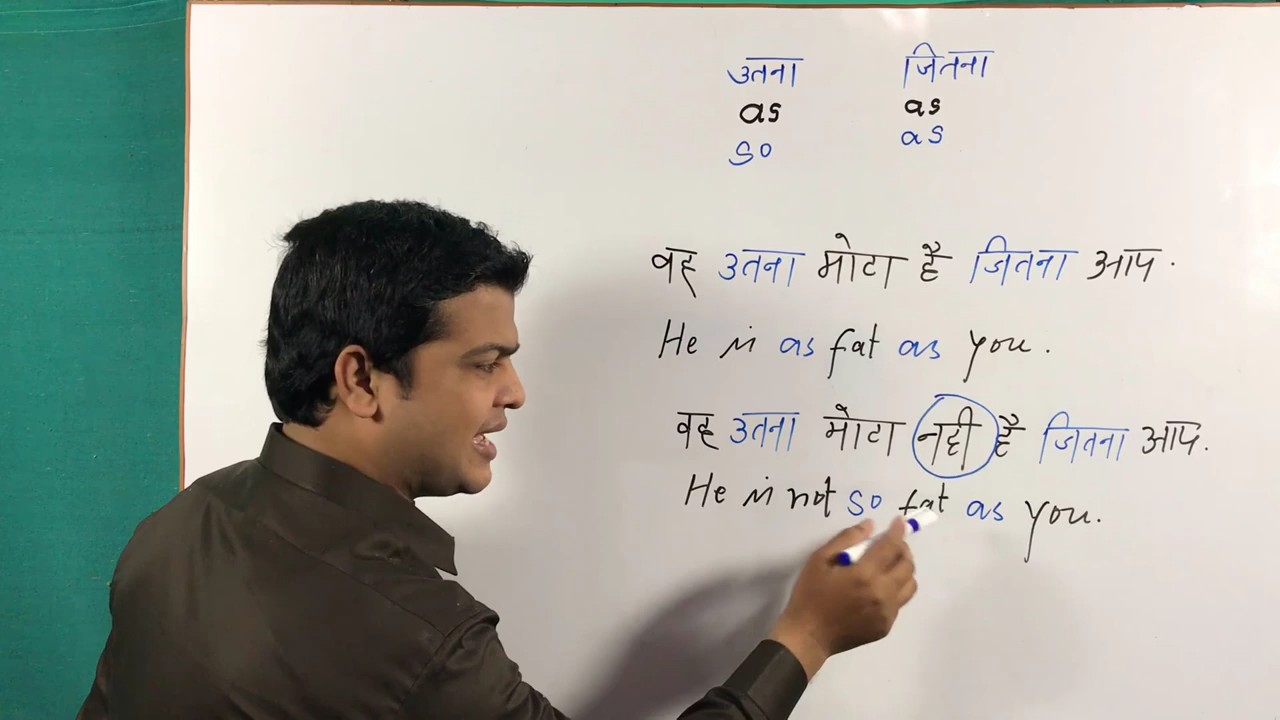 उतना जितना
as as
so as
वह उतना मोटा है जितना आप.
He is as fat as you.
वह उतना मोटा नही है जितना आप.
He is not so fat as you.